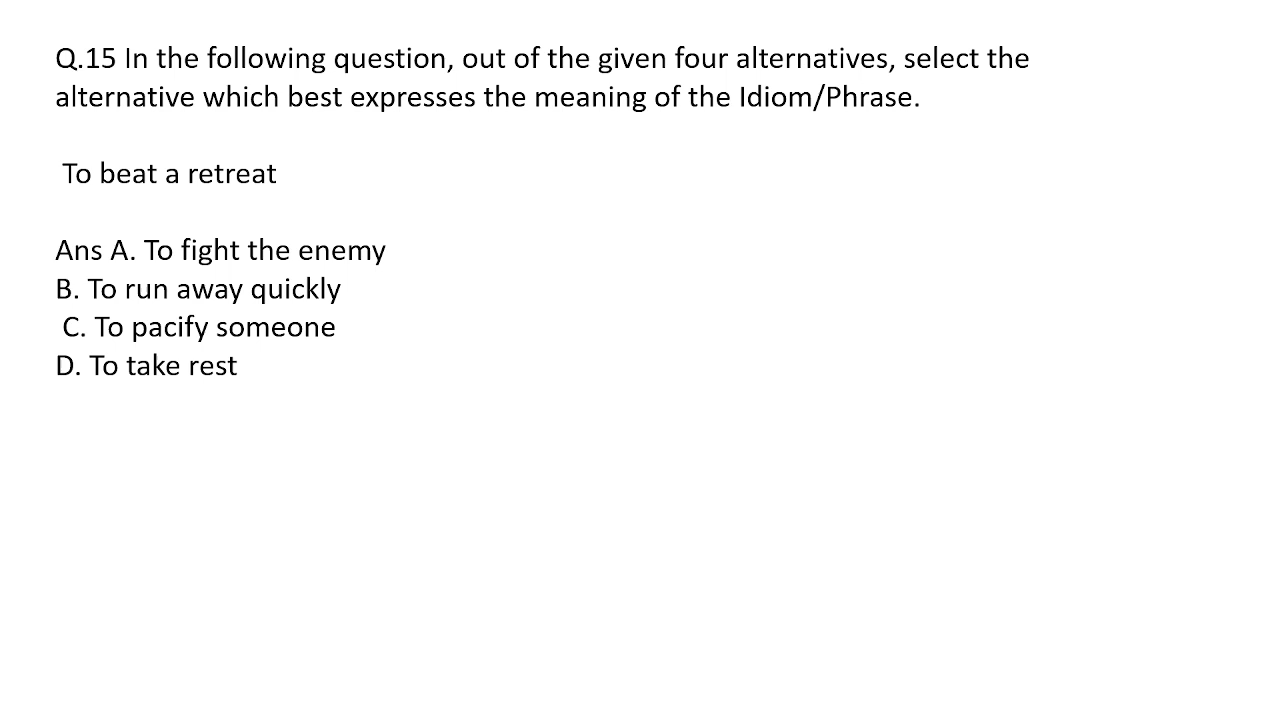 Q.15 In the following question, out of the given four alternatives, select the
alternative which best expresses the meaning of the Idiom/Phrase.
To beat a retreat
Ans A. To fight the enemy
B. To run away quickly
C. To pacify someone
D. To take rest